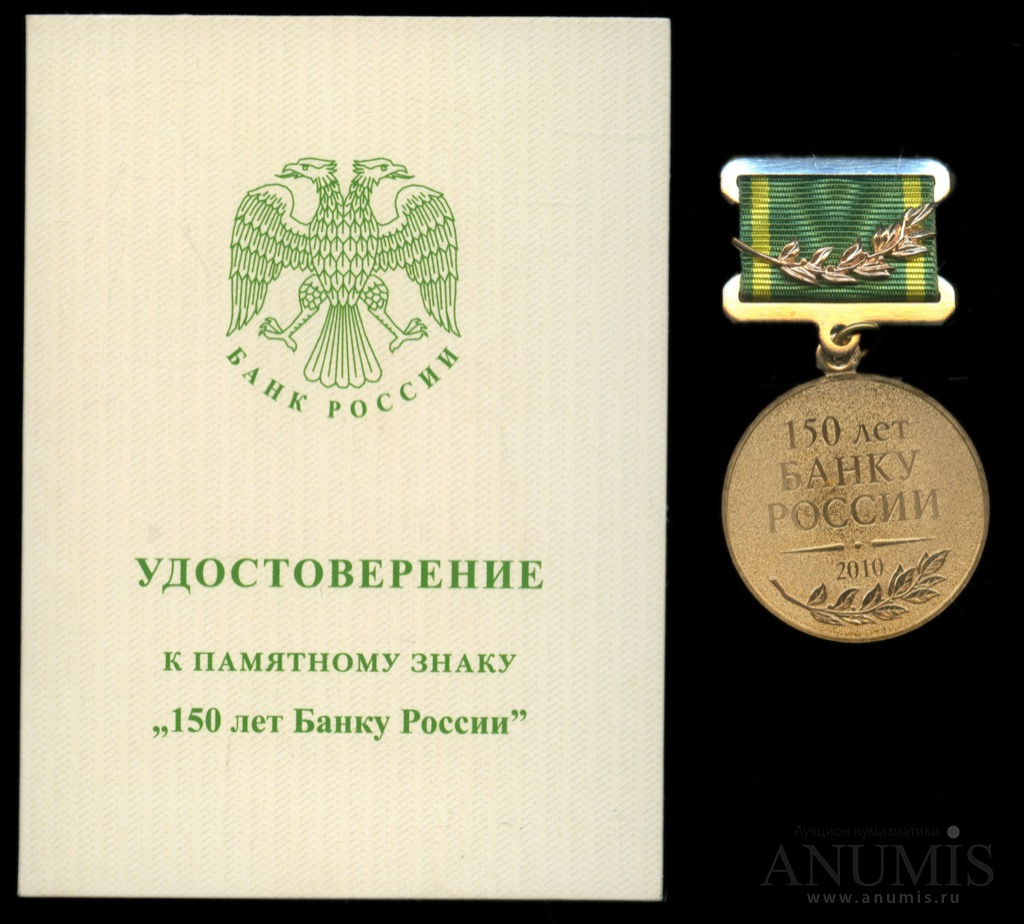 БАНК РОССИИ
УДОСТОВЕРЕНИЕ
К ПАМЯТНОМУ ЗНАКУ
„150 лет Банку России”
150 лет
БАНКУ
РОССИИ
2010
Аукцион нумизматики
ANUMIS
www.anumis.ru